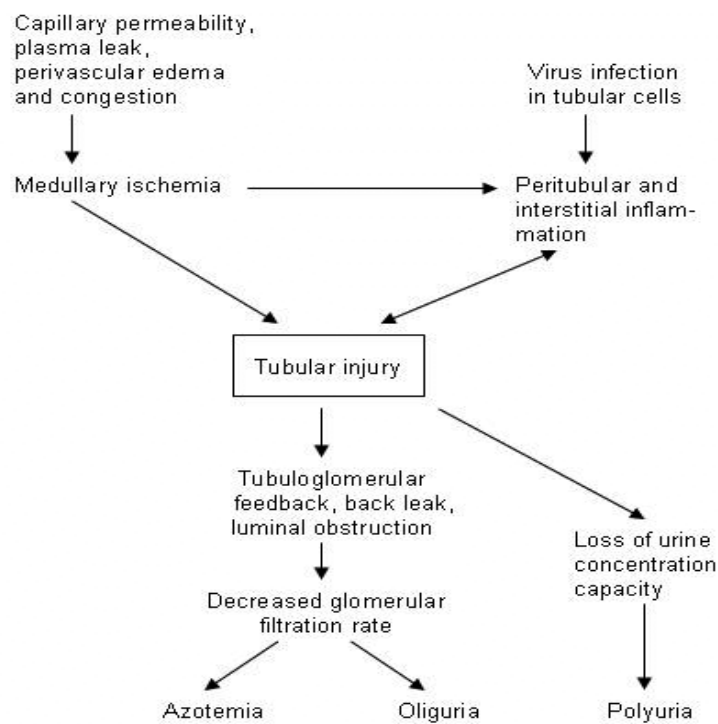 Capillary permeability,
plasma leak,
perivascular edema
and congestion
Virus infection
in tubular cells
Medullary ischemia
Peritubular and
interstitial inflam-
mation
Tubular injury
Tubuloglomerular
feedback, back leak,
luminal obstruction
Loss of urine
concentration
capacity
Decreased glomerular
filtration rate
Azotemia
Oliguria
Polyuria